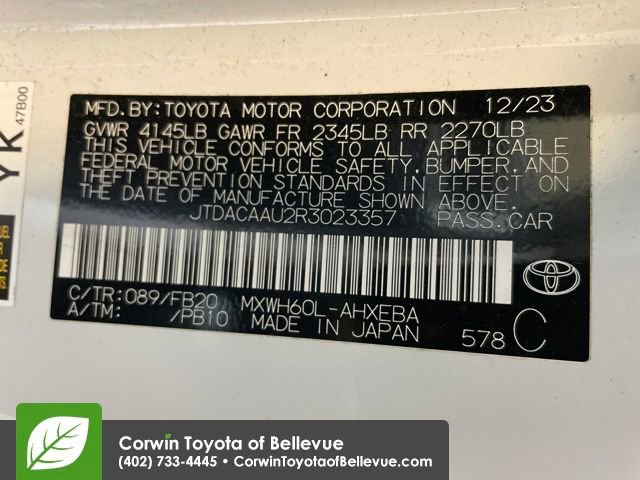 MFD.BY:TOYOTA MOTOR CORPORATION 12/23
GVWR 4145LB GAWR FR 2345LB RR 2270LB
THIS VEHICLE CONFORMS TO ALL APPLICABLE
FEDERAL MOTOR VEHICLE SAFETY, BUMPER, AND
THEFT PREVENTION STANDARDS IN EFFECT ON
THE DATE OF MANUFACTURE SHOWN ABOVE.
JTDACAAU2R3023357 PASS.CAR
C/TR:089/FB20 MXWH60L-AHXEBA
A/TM: /PB10 MADE IN JAPAN 578 C
YK
47B00
Corwin Toyota of Bellevue
(402) 733-4445 • CorwinToyotaofBellevue.com